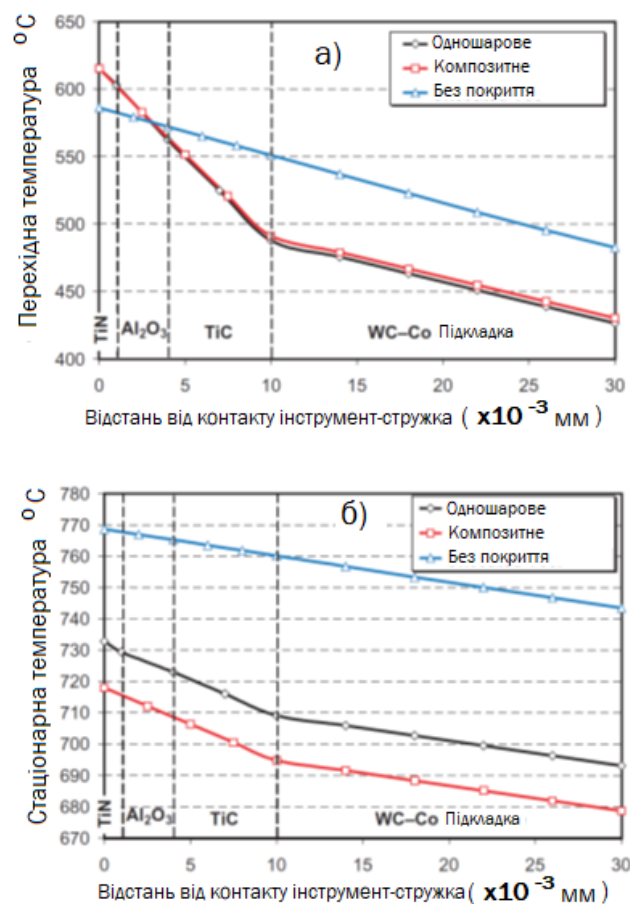 650
600
550
500
450
400
Перехідна температура °C
а)
Одношарове
Композитне
Без покриття
TiN
Al₂O₃
TiC
WC–Co Підкладка
0 5 10 15 20 25 30
Відстань від контакту інструмент-стружка ( x10 ⁻³ мм )
780
770
760
750
740
730
720
710
700
690
680
670
Стаціонарна температура °C
б)
Одношарове
Композитне
Без покриття
TiN
Al₂O₃
TiC
WC–Co Підкладка
0 5 10 15 20 25 30
Відстань від контакту інструмент-стружка ( x10 ⁻³ мм )